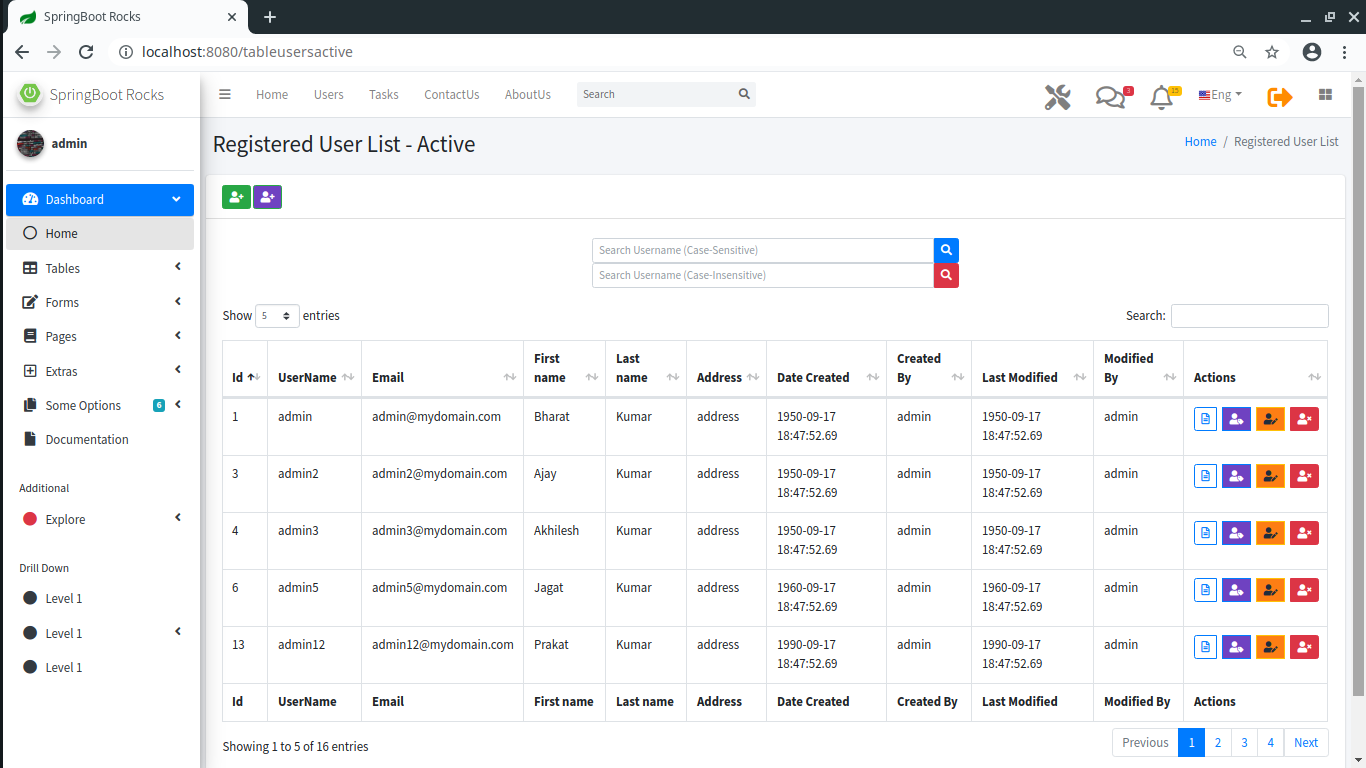 SpringBoot Rocks
localhost:8080/tableusersactive
SpringBoot Rocks
Home Users Tasks ContactUs AboutUs Search 3 15 Eng
admin
Registered User List - Active
Home / Registered User List
Dashboard
Home
Tables
Forms
Pages
Extras
Some Options 6
Documentation
Additional
Explore
Drill Down
Level 1
Level 1
Level 1
Search Username (Case-Sensitive)
Search Username (Case-Insensitive)
Show 5 entries Search:
Id UserName Email First name Last name Address Date Created Created By Last Modified Modified By Actions
1 admin admin@mydomain.com Bharat Kumar address 1950-09-17 18:47:52.69 admin 1950-09-17 18:47:52.69 admin
3 admin2 admin2@mydomain.com Ajay Kumar address 1950-09-17 18:47:52.69 admin 1950-09-17 18:47:52.69 admin
4 admin3 admin3@mydomain.com Akhilesh Kumar address 1950-09-17 18:47:52.69 admin 1950-09-17 18:47:52.69 admin
6 admin5 admin5@mydomain.com Jagat Kumar address 1960-09-17 18:47:52.69 admin 1960-09-17 18:47:52.69 admin
13 admin12 admin12@mydomain.com Prakat Kumar address 1990-09-17 18:47:52.69 admin 1990-09-17 18:47:52.69 admin
Id UserName Email First name Last name Address Date Created Created By Last Modified Modified By Actions
Showing 1 to 5 of 16 entries
Previous 1 2 3 4 Next